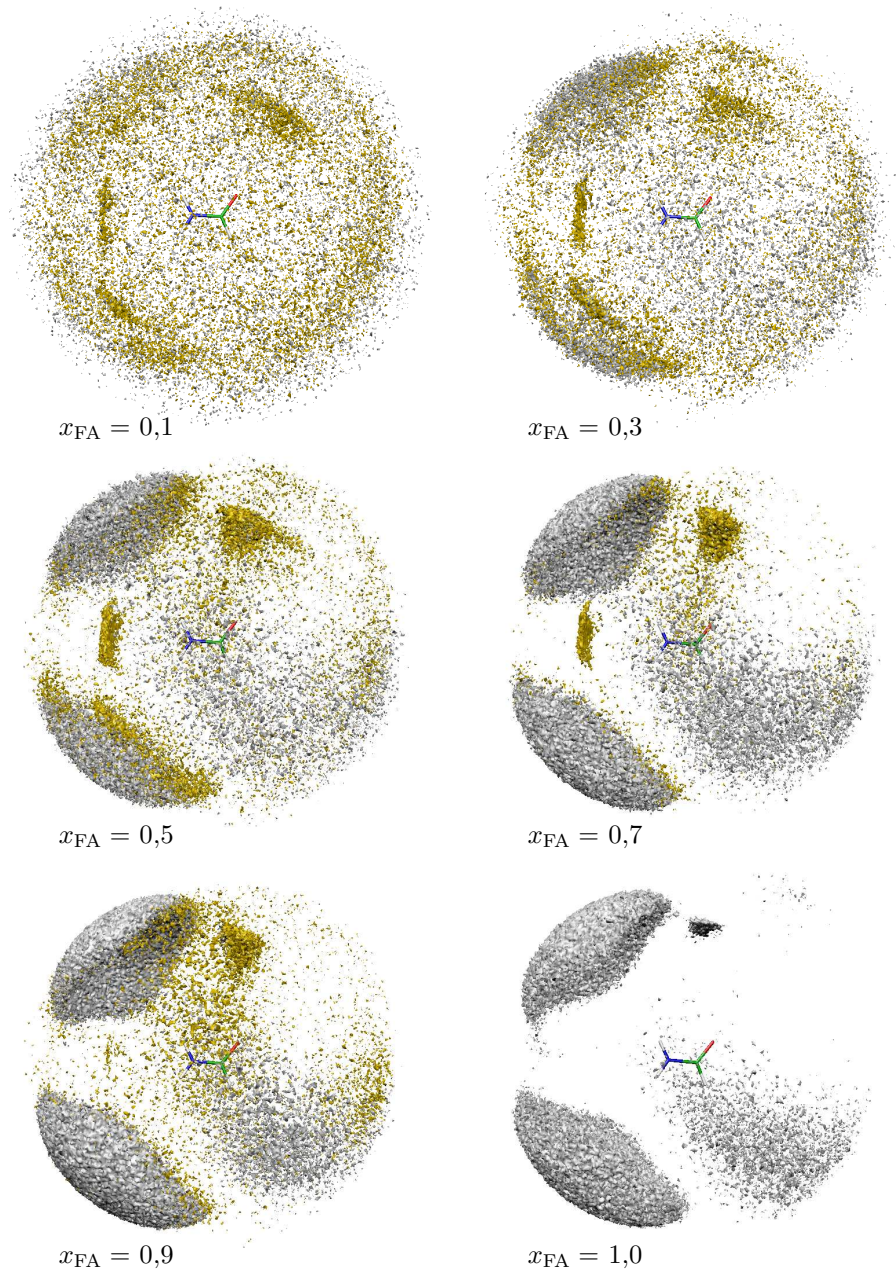 x_FA = 0,1
x_FA = 0,3
x_FA = 0,5
x_FA = 0,7
x_FA = 0,9
x_FA = 1,0